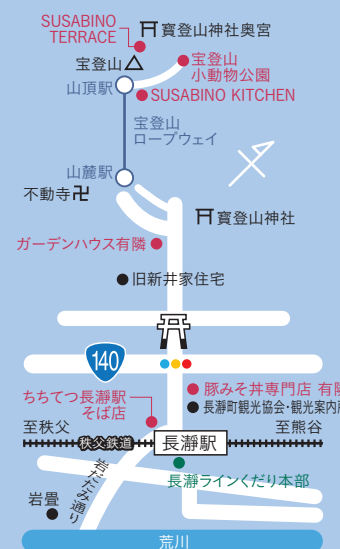 SUSABINO
TERRACE
寳登山神社奥宮
宝登山
宝登山
小動物公園
山頂駅
SUSABINO KITCHEN
宝登山
ロープウェイ
山麓駅
不動寺
寳登山神社
ガーデンハウス有隣
旧新井家住宅
140
豚みそ丼専門店 有隣
長瀞町観光協会・観光案内所
ちちてつ長瀞駅
そば店
至秩父
秩父鉄道
長瀞駅
至熊谷
岩だたみ通り
長瀞ラインくだり本部
岩畳
荒川